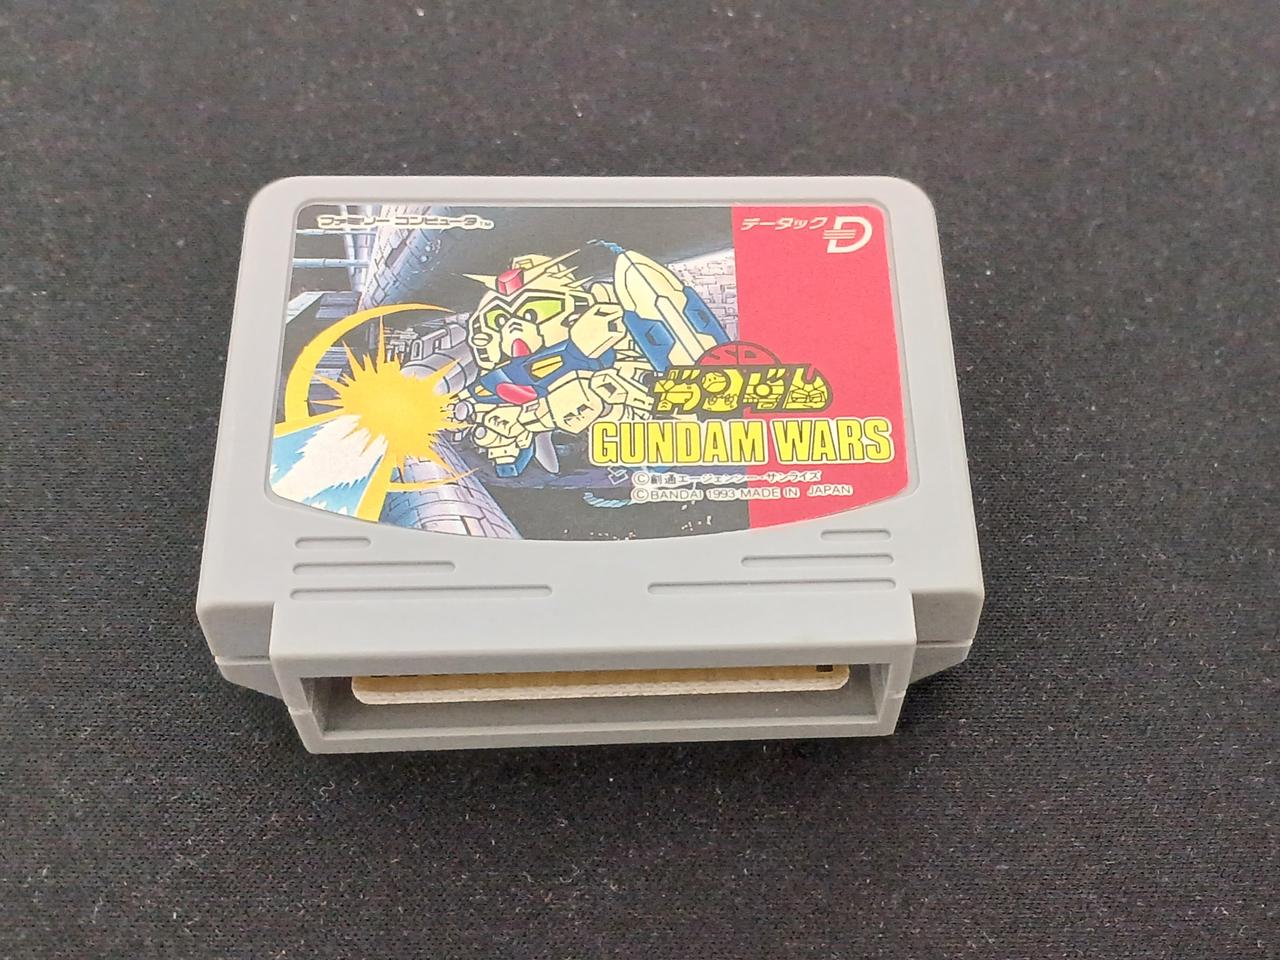 ファミリーコンピュータ™
データック D
SD
ガンダム
GUNDAM WARS
©創通エージェンシー・サンライズ
©BANDAI 1993 MADE IN JAPAN